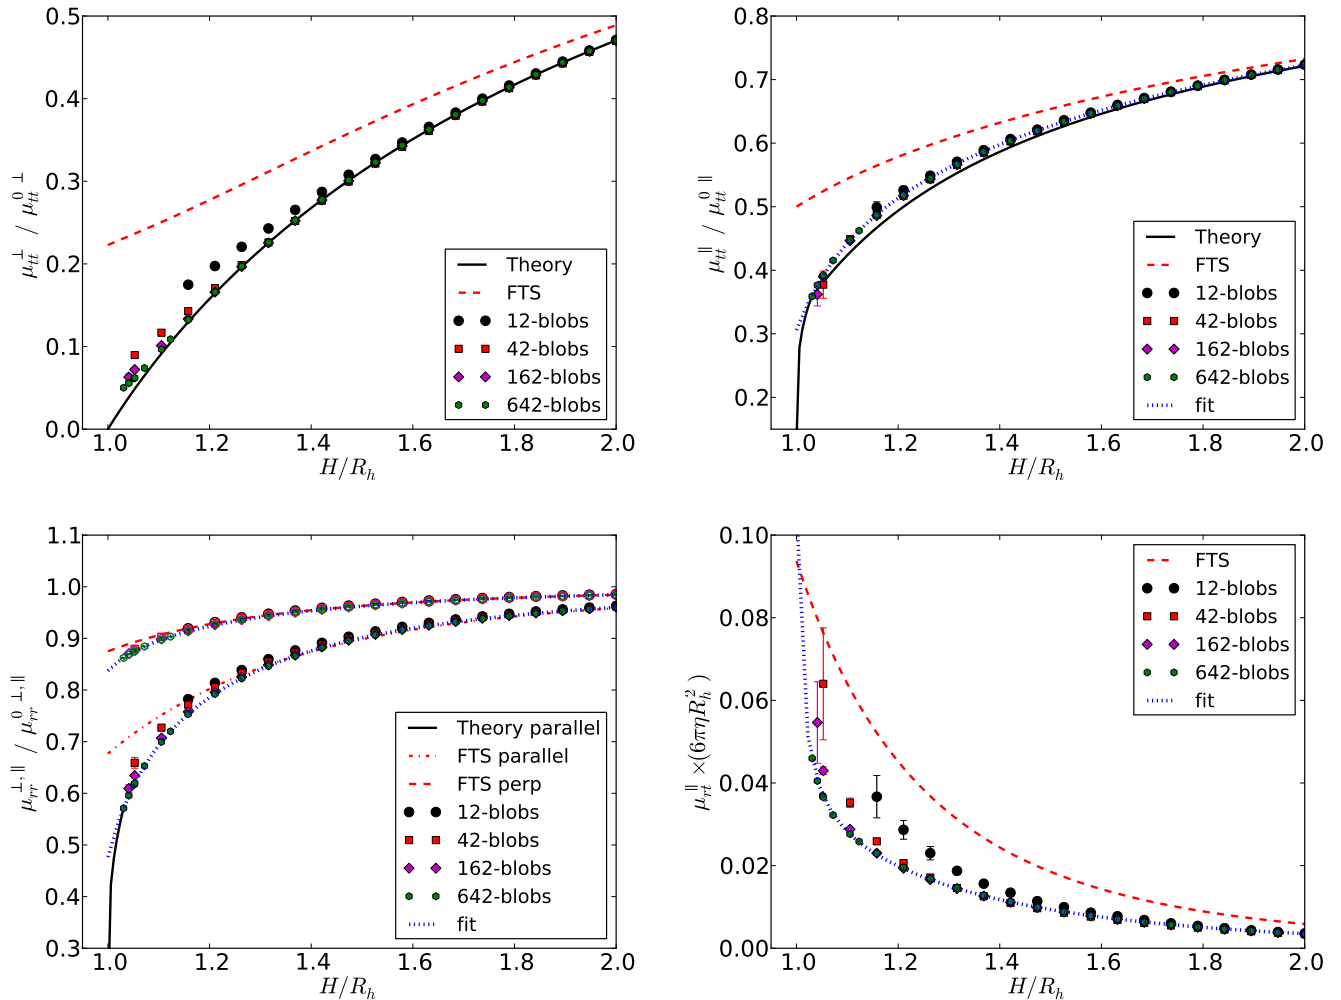 0.5
0.4
0.3
0.2
0.1
0.0
1.0 1.2 1.4 1.6 1.8 2.0
H/R_h
μ_tt^⊥ / μ_tt^{0 ⊥}
Theory
FTS
12-blobs
42-blobs
162-blobs
642-blobs
0.8
0.7
0.6
0.5
0.4
0.3
0.2
1.0 1.2 1.4 1.6 1.8 2.0
H/R_h
μ_tt^∥ / μ_tt^{0 ∥}
Theory
FTS
12-blobs
42-blobs
162-blobs
642-blobs
fit
1.1
1.0
0.9
0.8
0.7
0.6
0.5
0.4
0.3
1.0 1.2 1.4 1.6 1.8 2.0
H/R_h
μ_rr^{⊥,∥} / μ_rr^{0 ⊥,∥}
Theory parallel
FTS parallel
FTS perp
12-blobs
42-blobs
162-blobs
642-blobs
fit
0.10
0.08
0.06
0.04
0.02
0.00
1.0 1.2 1.4 1.6 1.8 2.0
H/R_h
μ_rt^∥ ×(6πηR_h^2)
FTS
12-blobs
42-blobs
162-blobs
642-blobs
fit